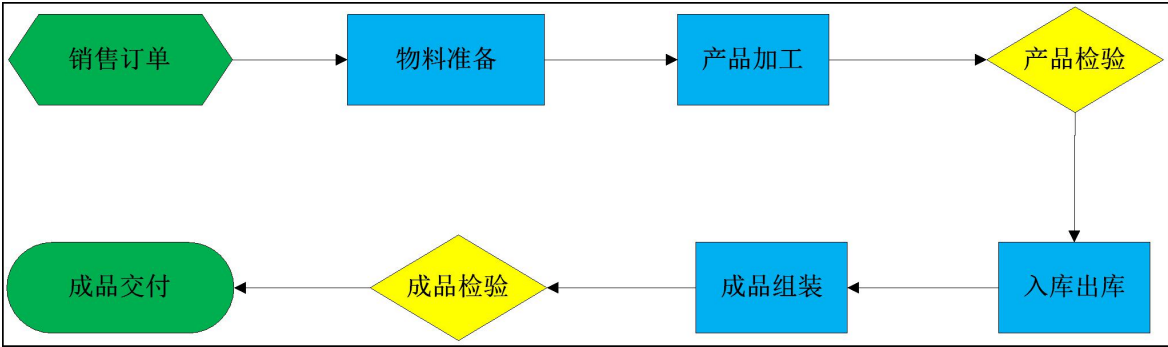 销售订单
物料准备
产品加工
产品检验
入库出库
成品组装
成品检验
成品交付